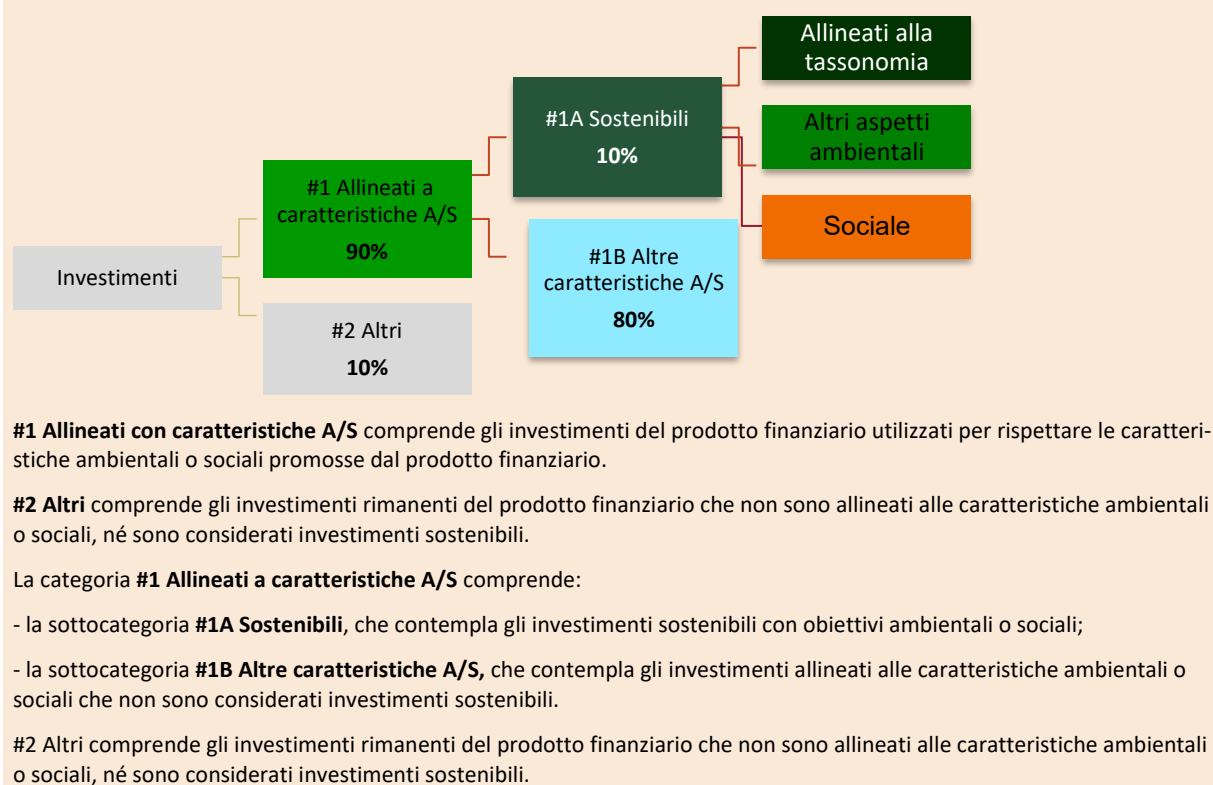 Allineati alla
tassonomia
#1A Sostenibili
10%
Altri aspetti
ambientali
#1 Allineati a
caratteristiche A/S
90%
Sociale
Investimenti
#1B Altre
caratteristiche A/S
80%
#2 Altri
10%
#1 Allineati con caratteristiche A/S comprende gli investimenti del prodotto finanziario utilizzati per rispettare le caratteri-
stiche ambientali o sociali promosse dal prodotto finanziario.
#2 Altri comprende gli investimenti rimanenti del prodotto finanziario che non sono allineati alle caratteristiche ambientali
o sociali, né sono considerati investimenti sostenibili.
La categoria #1 Allineati a caratteristiche A/S comprende:
- la sottocategoria #1A Sostenibili, che contempla gli investimenti sostenibili con obiettivi ambientali o sociali;
- la sottocategoria #1B Altre caratteristiche A/S, che contempla gli investimenti allineati alle caratteristiche ambientali o
sociali che non sono considerati investimenti sostenibili.
#2 Altri comprende gli investimenti rimanenti del prodotto finanziario che non sono allineati alle caratteristiche ambientali
o sociali, né sono considerati investimenti sostenibili.